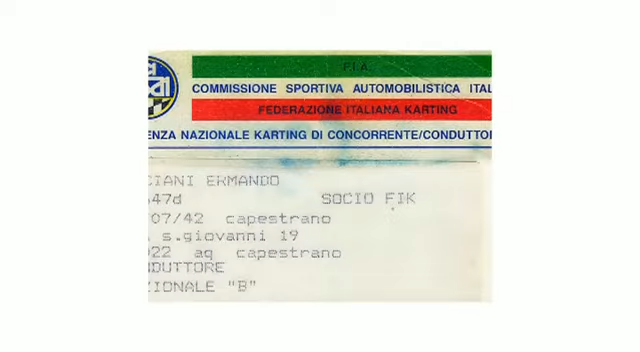 F.I.A.
COMMISSIONE SPORTIVA AUTOMOBILISTICA ITAL
FEDERAZIONE ITALIANA KARTING
ENZA NAZIONALE KARTING DI CONCORRENTE/CONDUTTO
CIANI ERMANDO
647d SOCIO FIK
07/42 capestrano
s.giovanni 19
022 aq capestrano
NDUTTORE
ZIONALE "B"